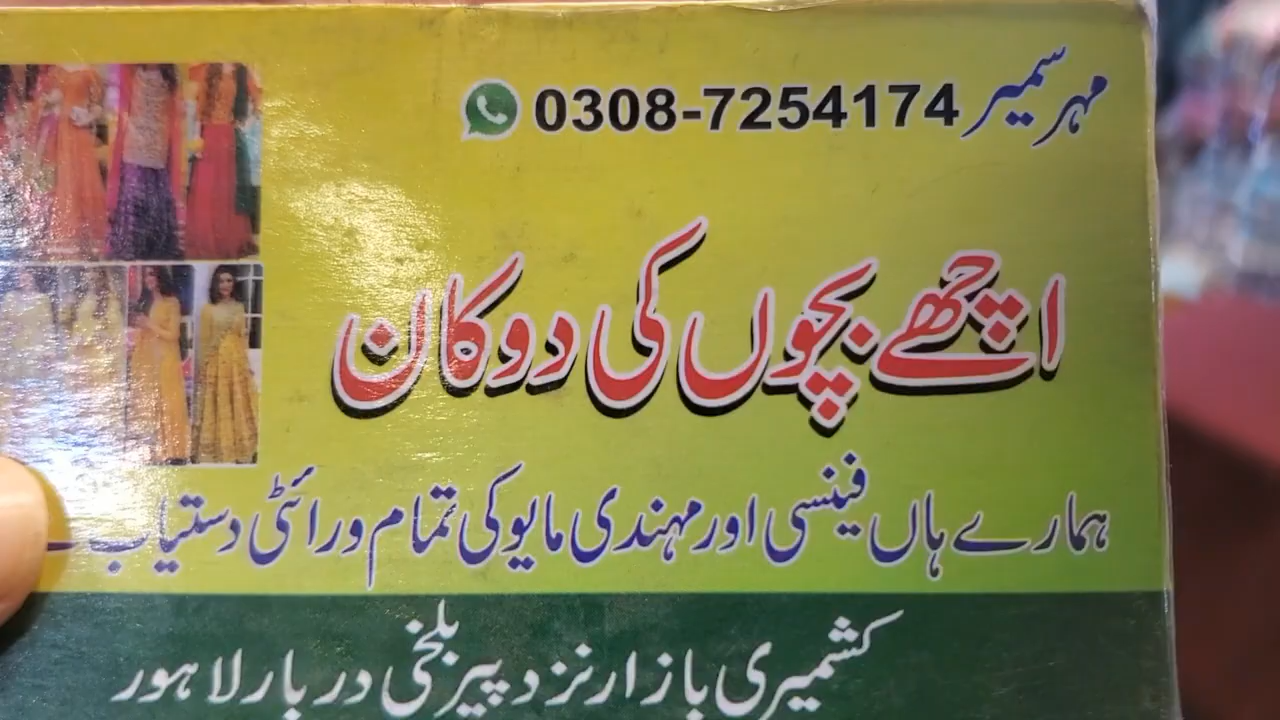 مہر سمیر 0308-7254174
اچھے بچوں کی دوکان
ہمارے ہاں فینسی اور مہندی مایو کی تمام ورائٹی دستیاب ہے
کشمیری بازار نزد پیر بلخی دربار لاہور